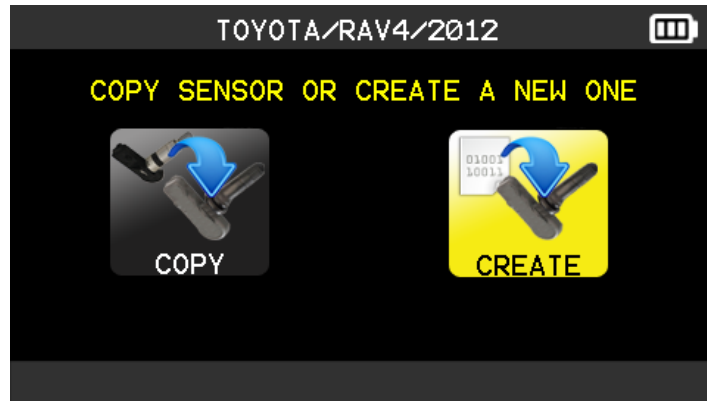 TOYOTA/RAV4/2012
COPY SENSOR OR CREATE A NEW ONE
01001
10011
COPY
CREATE